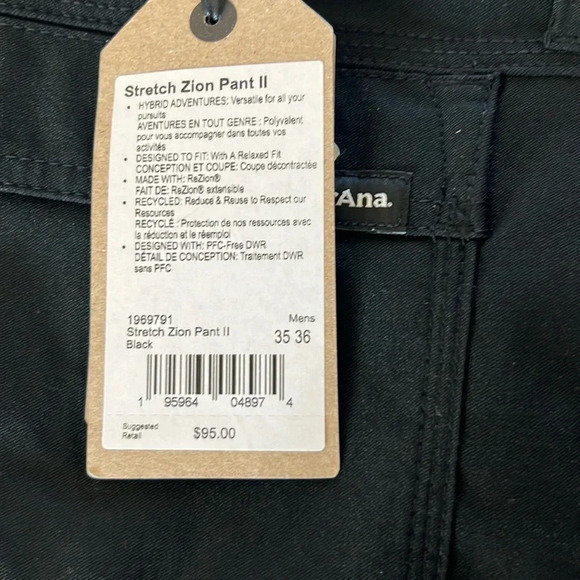 Stretch Zion Pant II
• HYBRID ADVENTURES: Versatile for all your
pursuits
AVENTURES EN TOUT GENRE : Polyvalent
pour vous accompagner dans toutes vos
activités
• DESIGNED TO FIT: With A Relaxed Fit
CONCEPTION ET COUPE: Coupe décontractée
• MADE WITH: ReZion®
FAIT DE: ReZion® extensible
• RECYCLED: Reduce & Reuse to Respect our
Resources
RECYCLÉ : Protection de nos ressources avec
la réduction et le réemploi
• DESIGNED WITH: PFC-Free DWR
DÉTAIL DE CONCEPTION: Traitement DWR
sans PFC
1969791 Mens
Stretch Zion Pant II 35 36
Black
1 95964 04897 4
Suggested
Retail $95.00
Ana.